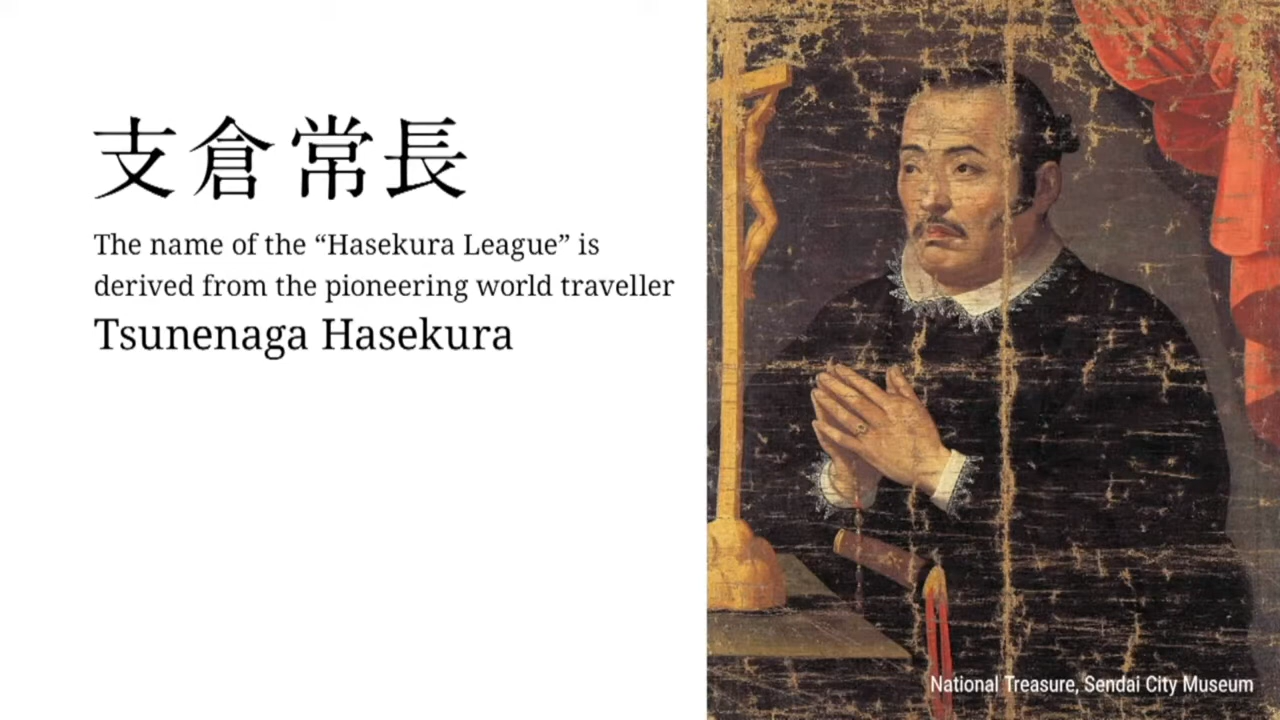 支倉常長
The name of the “Hasekura League” is
derived from the pioneering world traveller
Tsunenaga Hasekura
National Treasure, Sendai City Museum